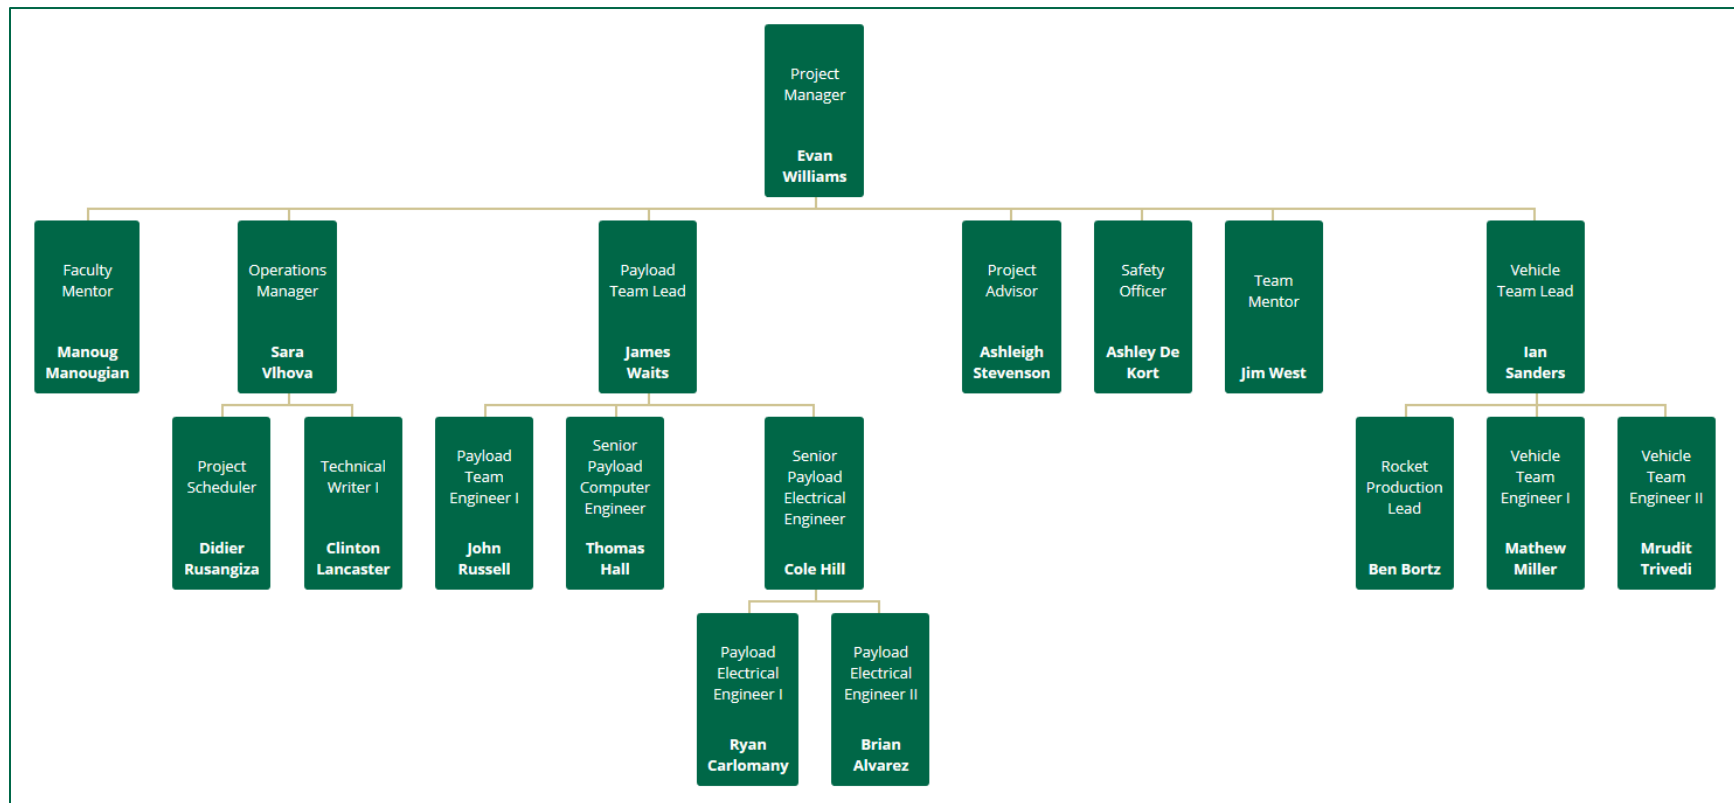 Project
Manager
Evan
Williams
Faculty
Mentor
Manoug
Manougian
Operations
Manager
Sara
Vlhova
Payload
Team Lead
James
Waits
Project
Advisor
Ashleigh
Stevenson
Safety
Officer
Ashley De
Kort
Team
Mentor
Jim West
Vehicle
Team Lead
Ian
Sanders
Project
Scheduler
Didier
Rusangiza
Technical
Writer I
Clinton
Lancaster
Payload
Team
Engineer I
John
Russell
Senior
Payload
Computer
Engineer
Thomas
Hall
Senior
Payload
Electrical
Engineer
Cole Hill
Rocket
Production
Lead
Ben Bortz
Vehicle
Team
Engineer I
Mathew
Miller
Vehicle
Team
Engineer II
Mrudit
Trivedi
Payload
Electrical
Engineer I
Ryan
Carlomany
Payload
Electrical
Engineer II
Brian
Alvarez